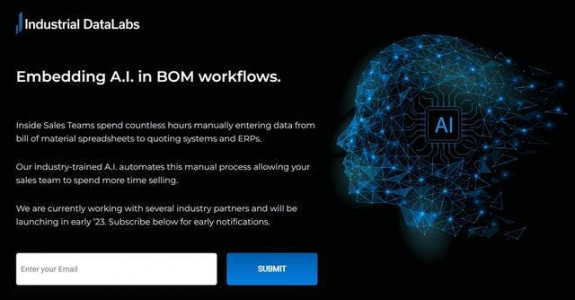 Industrial DataLabs
Embedding A.I. in BOM workflows.
Inside Sales Teams spend countless hours manually entering data from
bill of material spreadsheets to quoting systems and ERPs.
Our industry-trained A.I. automates this manual process allowing your
sales team to spend more time selling.
We are currently working with several industry partners and will be
launching in early '23. Subscribe below for early notifications.
Enter your Email
SUBMIT
AI